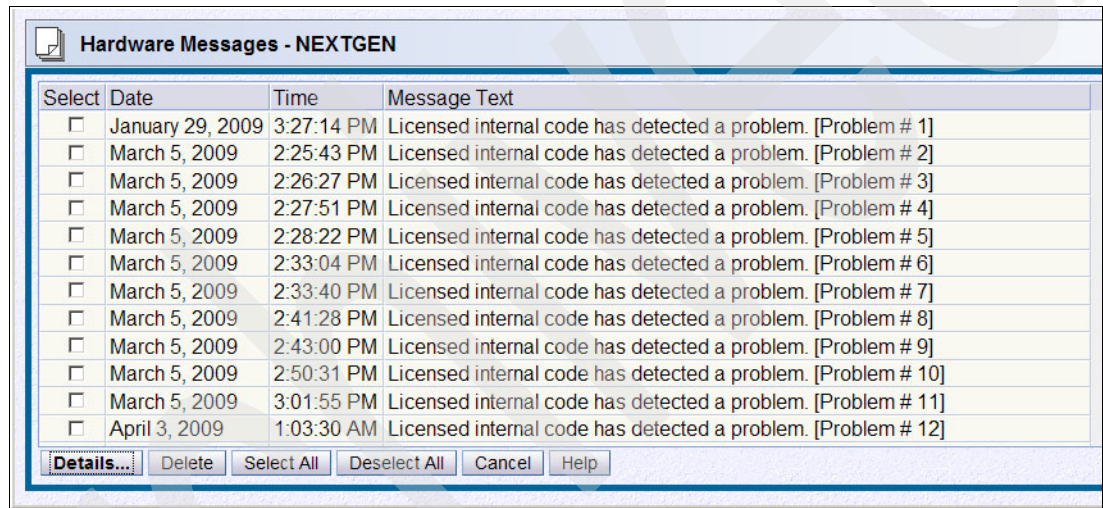 Hardware Messages - NEXTGEN
Select Date Time Message Text
January 29, 2009 3:27:14 PM Licensed internal code has detected a problem. [Problem # 1]
March 5, 2009 2:25:43 PM Licensed internal code has detected a problem. [Problem # 2]
March 5, 2009 2:26:27 PM Licensed internal code has detected a problem. [Problem # 3]
March 5, 2009 2:27:51 PM Licensed internal code has detected a problem. [Problem # 4]
March 5, 2009 2:28:22 PM Licensed internal code has detected a problem. [Problem # 5]
March 5, 2009 2:33:04 PM Licensed internal code has detected a problem. [Problem # 6]
March 5, 2009 2:33:40 PM Licensed internal code has detected a problem. [Problem # 7]
March 5, 2009 2:41:28 PM Licensed internal code has detected a problem. [Problem # 8]
March 5, 2009 2:43:00 PM Licensed internal code has detected a problem. [Problem # 9]
March 5, 2009 2:50:31 PM Licensed internal code has detected a problem. [Problem # 10]
March 5, 2009 3:01:55 PM Licensed internal code has detected a problem. [Problem # 11]
April 3, 2009 1:03:30 AM Licensed internal code has detected a problem. [Problem # 12]
Details... Delete Select All Deselect All Cancel Help